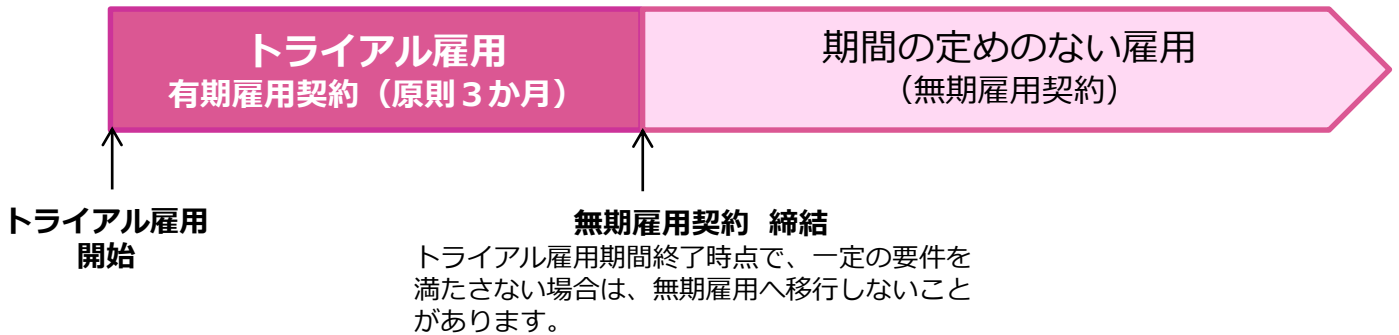 トライアル雇用
有期雇用契約（原則３か月）
期間の定めのない雇用
（無期雇用契約）
トライアル雇用
開始
無期雇用契約 締結
トライアル雇用期間終了時点で、一定の要件を
満たさない場合は、無期雇用へ移行しないこと
があります。